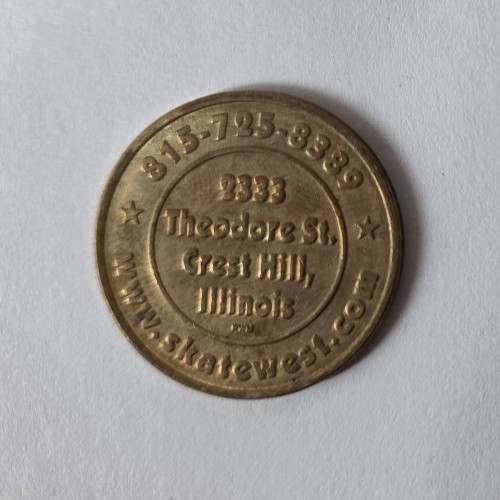 815-725-8389
2333
Theodore St.
Crest Hill,
Illinois
www.skatewest.com